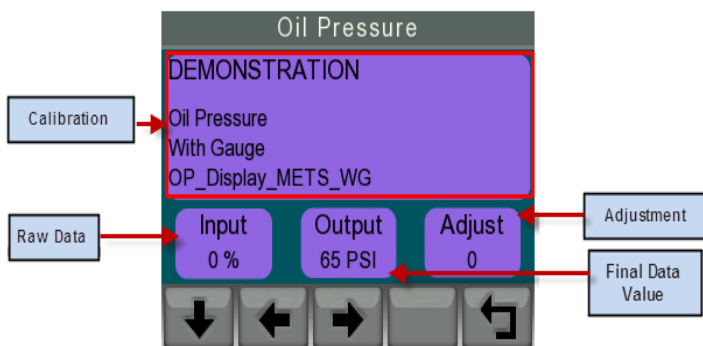 Oil Pressure
DEMONSTRATION
Calibration
Oil Pressure
With Gauge
OP_Display_METS_WG
Raw Data
Input
0 %
Output
65 PSI
Adjust
0
Adjustment
Final Data
Value